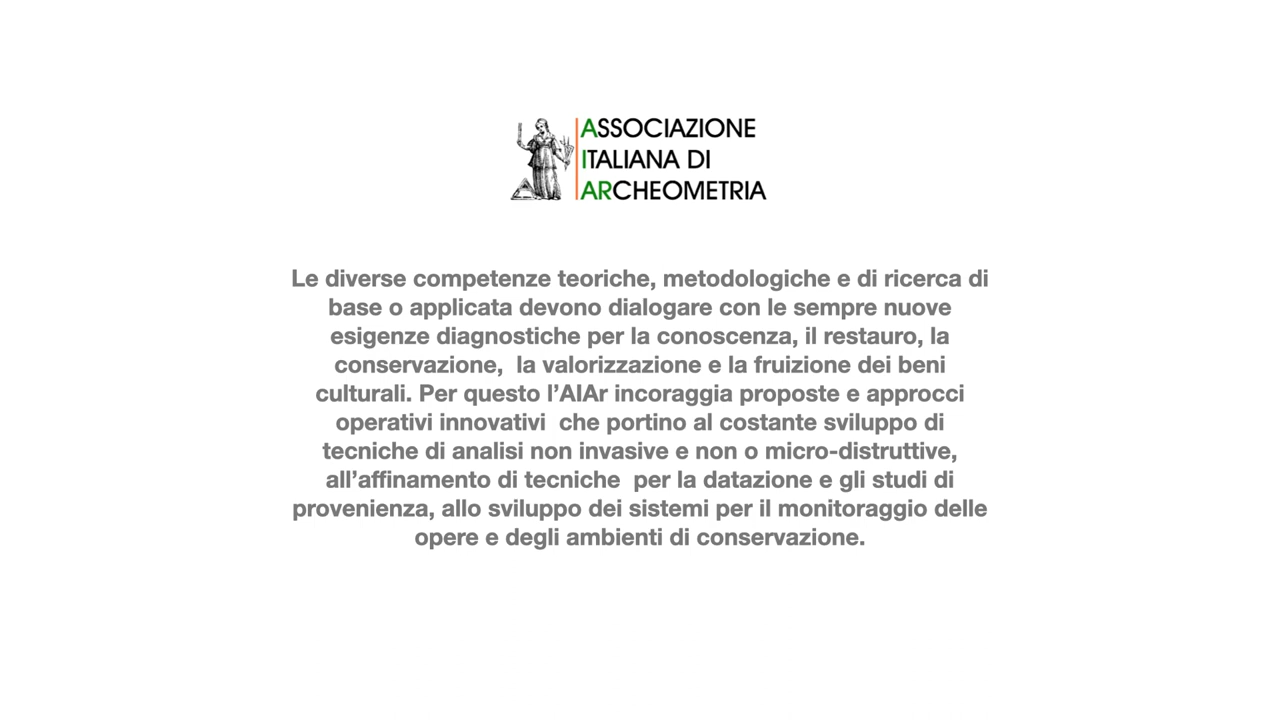 ASSOCIAZIONE
ITALIANA DI
ARCHEOMETRIA
Le diverse competenze teoriche, metodologiche e di ricerca di
base o applicata devono dialogare con le sempre nuove
esigenze diagnostiche per la conoscenza, il restauro, la
conservazione,  la valorizzazione e la fruizione dei beni
culturali. Per questo l’AIAr incoraggia proposte e approcci
operativi innovativi  che portino al costante sviluppo di
tecniche di analisi non invasive e non o micro-distruttive,
all’affinamento di tecniche  per la datazione e gli studi di
provenienza, allo sviluppo dei sistemi per il monitoraggio delle
opere e degli ambienti di conservazione.